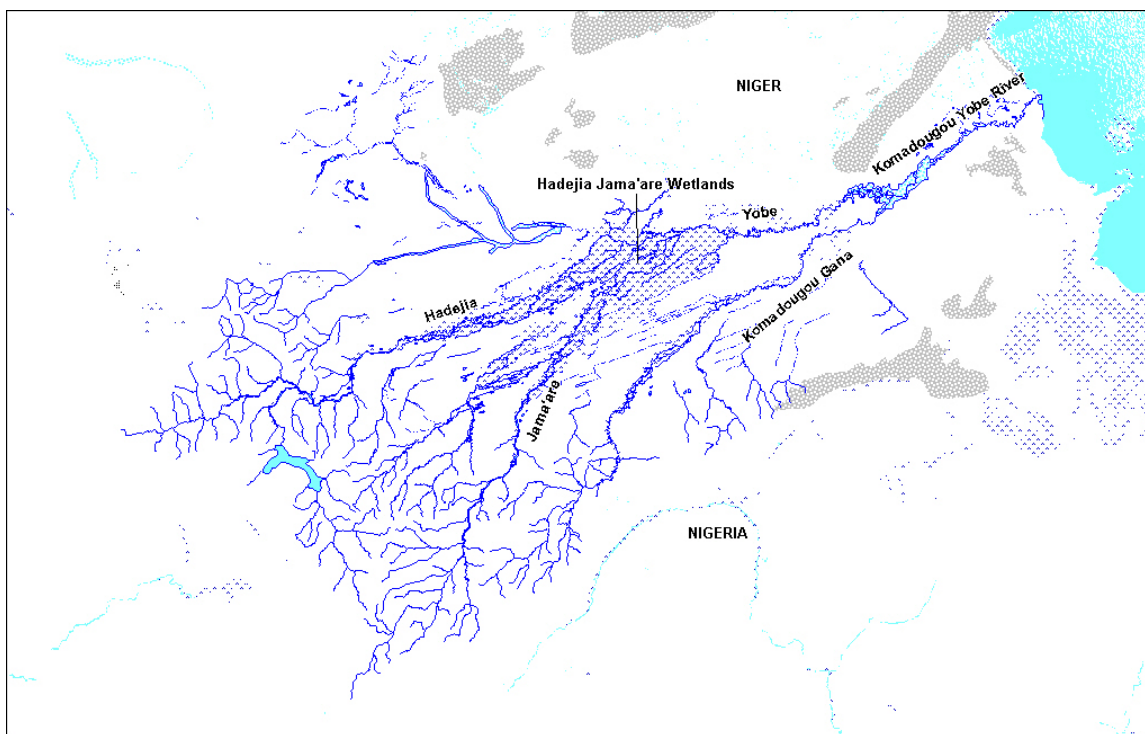 NIGER
Komadougou Yobe River
Hadejia Jama'are Wetlands
Yobe
Komadougou Gana
Hadejia
Jama'are
NIGERIA